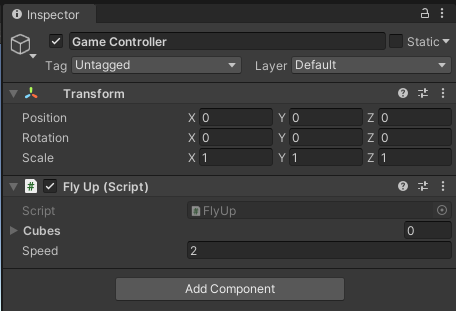 Inspector
Game Controller Static
Tag Untagged Layer Default
Transform
Position X 0 Y 0 Z 0
Rotation X 0 Y 0 Z 0
Scale X 1 Y 1 Z 1
# Fly Up (Script)
Script # FlyUp
Cubes 0
Speed 2
Add Component